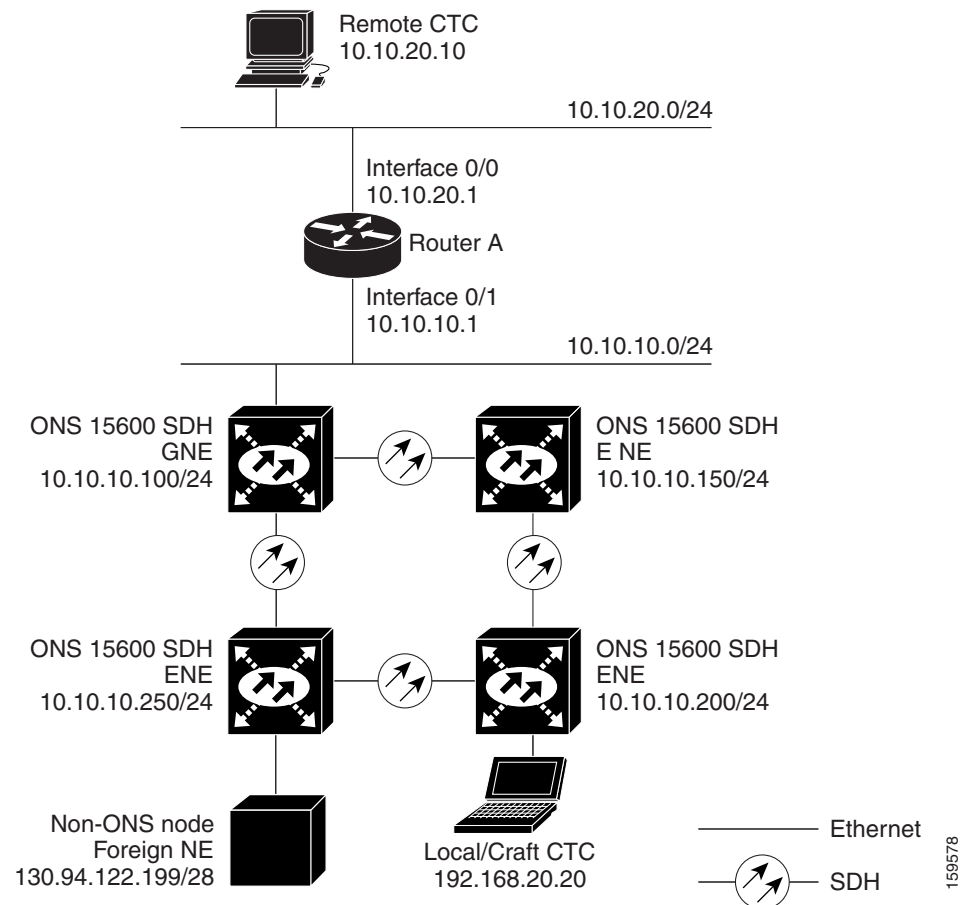 Remote CTC
10.10.20.10
10.10.20.0/24
Interface 0/0
10.10.20.1
Router A
Interface 0/1
10.10.10.1
10.10.10.0/24
ONS 15600 SDH
GNE
10.10.10.100/24
ONS 15600 SDH
E NE
10.10.10.150/24
ONS 15600 SDH
ENE
10.10.10.250/24
ONS 15600 SDH
ENE
10.10.10.200/24
Non-ONS node
Foreign NE
130.94.122.199/28
Local/Craft CTC
192.168.20.20
Ethernet
SDH
159578